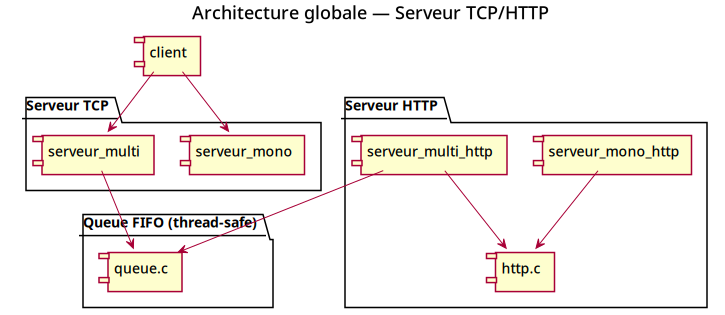 Architecture globale — Serveur TCP/HTTP
client
Serveur TCP
Serveur HTTP
serveur_multi
serveur_mono
serveur_multi_http
serveur_mono_http
Queue FIFO (thread-safe)
queue.c
http.c